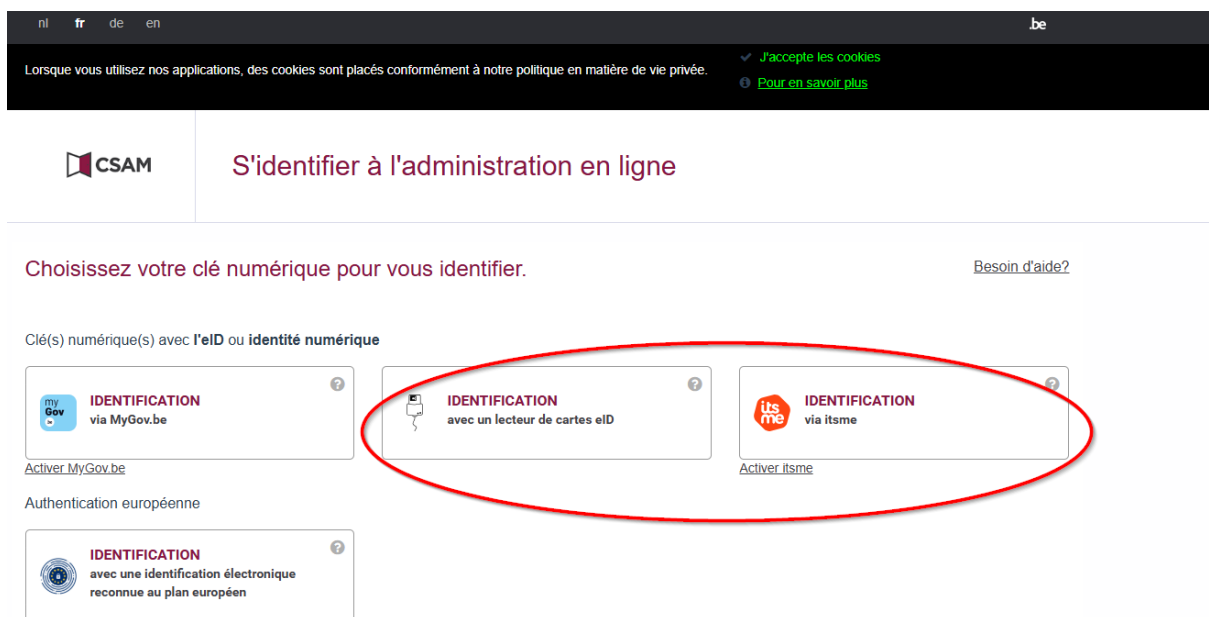 nl fr de en .be
Lorsque vous utilisez nos applications, des cookies sont placés conformément à notre politique en matière de vie privée.
J'accepte les cookies
Pour en savoir plus
CSAM
S'identifier à l'administration en ligne
Choisissez votre clé numérique pour vous identifier.
Besoin d'aide?
Clé(s) numérique(s) avec l'eID ou identité numérique
my
Gov
be
IDENTIFICATION
via MyGov.be
?
Activer MyGov.be
IDENTIFICATION
avec un lecteur de cartes eID
?
its
me
IDENTIFICATION
via itsme
?
Activer itsme
Authentication européenne
IDENTIFICATION
avec une identification électronique
reconnue au plan européen
?